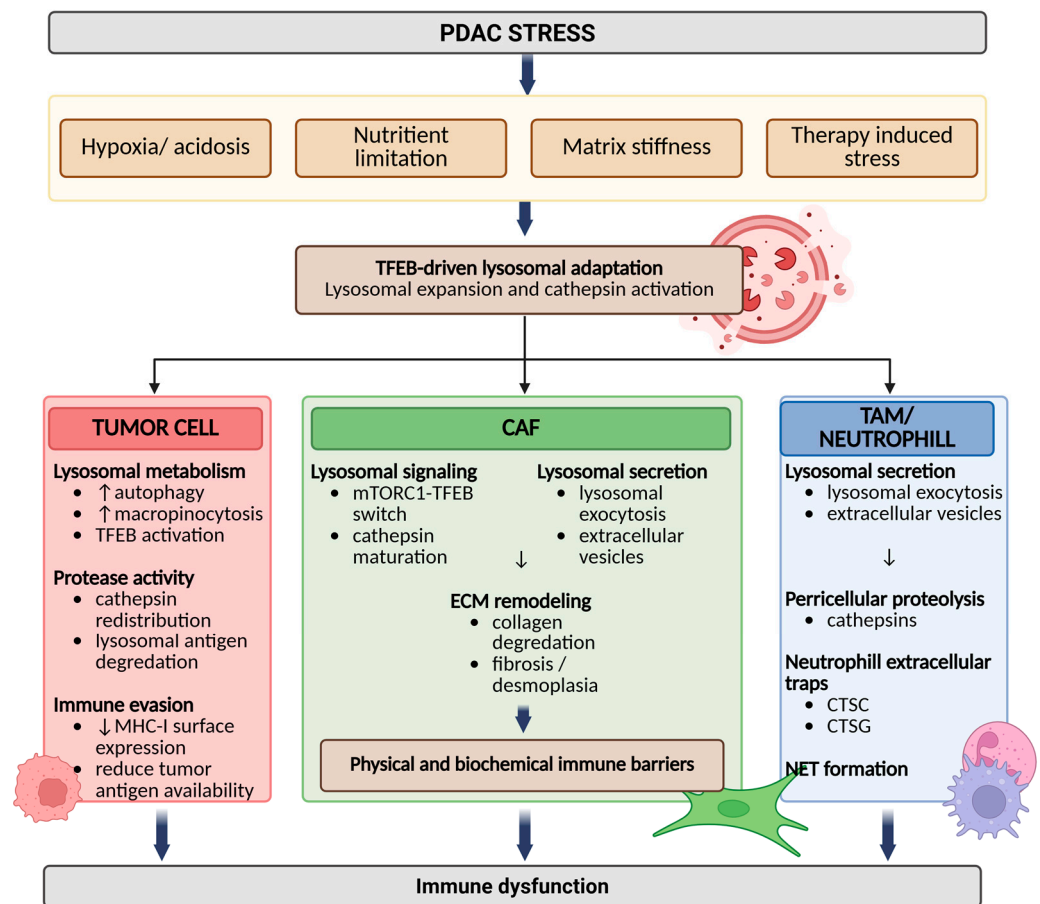 PDAC STRESS
Hypoxia/ acidosis
Nutritient
limitation
Matrix stiffness
Therapy induced
stress
TFEB-driven lysosomal adaptation
Lysosomal expansion and cathepsin activation
TUMOR CELL
Lysosomal metabolism
• ↑ autophagy
• ↑ macropinocytosis
• TFEB activation
Protease activity
• cathepsin
redistribution
• lysosomal antigen
degredation
Immune evasion
• ↓ MHC-I surface
expression
• reduce tumor
antigen availability
CAF
Lysosomal signaling
• mTORC1-TFEB
switch
• cathepsin
maturation
Lysosomal secretion
• lysosomal
exocytosis
• extracellular
vesicles
↓
ECM remodeling
• collagen
degradation
• fibrosis /
desmoplasia
Physical and biochemical immune barriers
TAM/
NEUTROPHILL
Lysosomal secretion
• lysosomal exocytosis
• extracellular vesicles
↓
Perricellular proteolysis
• cathepsins
Neutrophill extracellular
traps
• CTSC
• CTSG
NET formation
Immune dysfunction